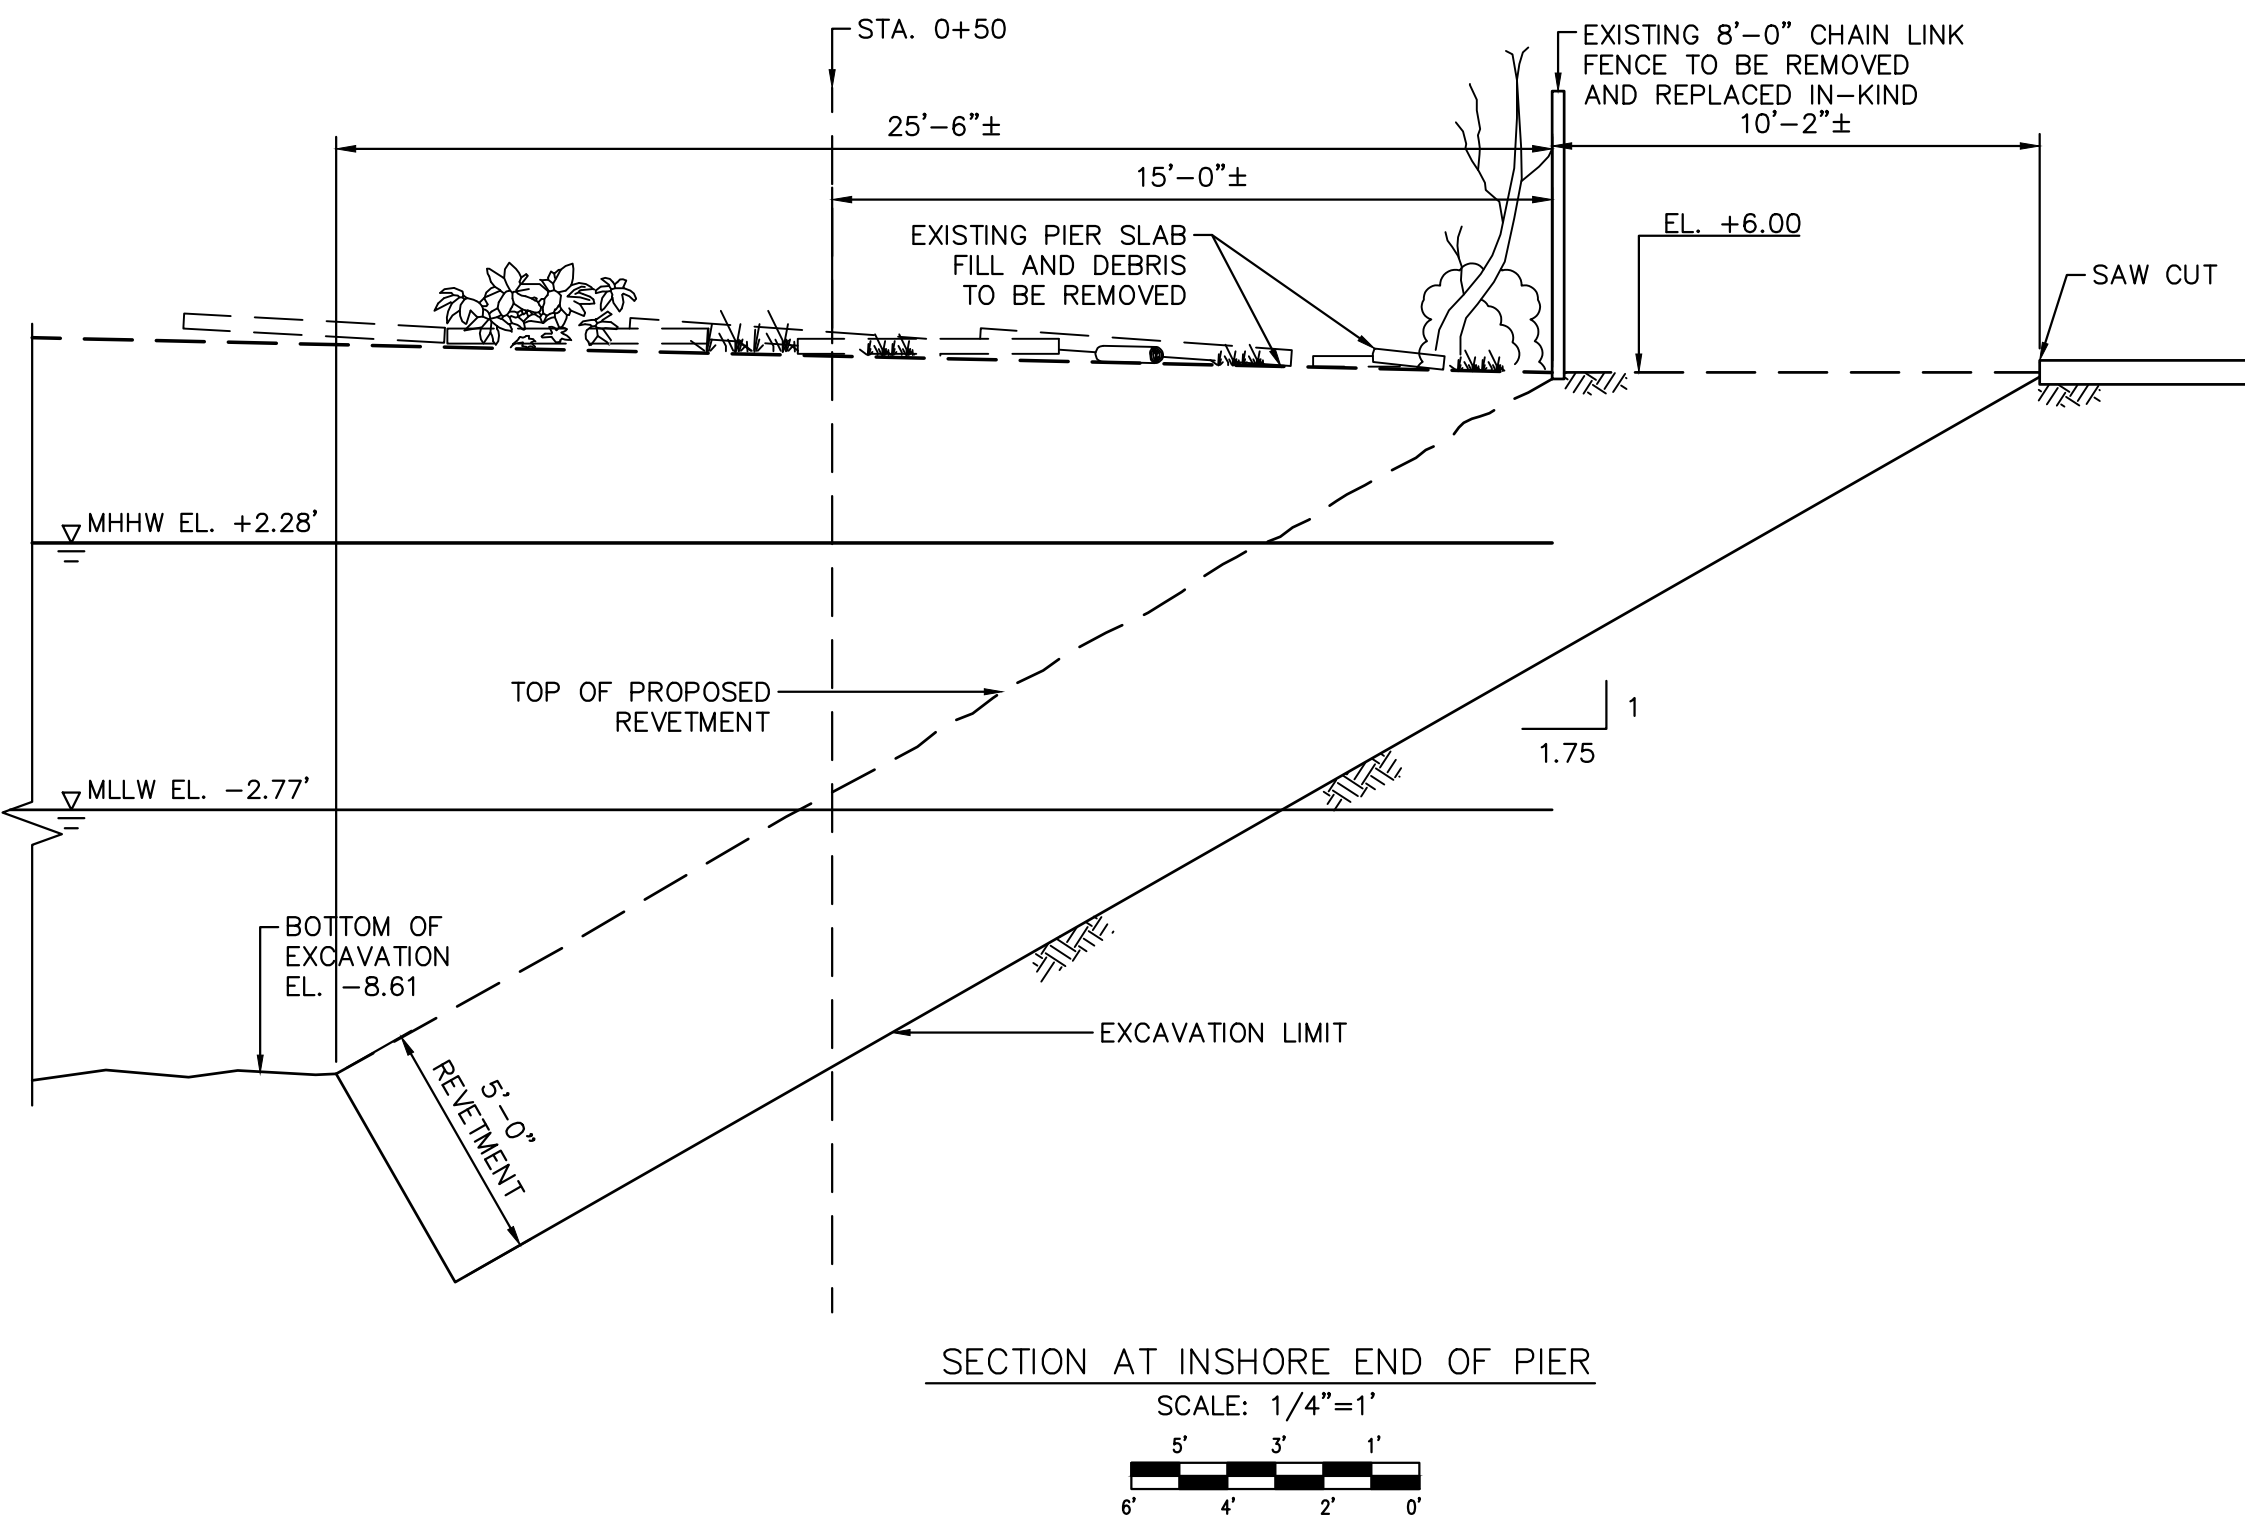 STA. 0+50
EXISTING 8'-0" CHAIN LINK
FENCE TO BE REMOVED
AND REPLACED IN-KIND
25'-6"±
10'-2"±
15'-0"±
EXISTING PIER SLAB
FILL AND DEBRIS
TO BE REMOVED
EL. +6.00
SAW CUT
MHHW EL. +2.28'
TOP OF PROPOSED
REVETMENT
1
1.75
MLLW EL. -2.77'
BOTTOM OF
EXCAVATION
EL. -8.61
EXCAVATION LIMIT
5'-0"
REVETMENT
SECTION AT INSHORE END OF PIER
SCALE: 1/4"=1'
5' 3' 1'
6' 4' 2' 0'